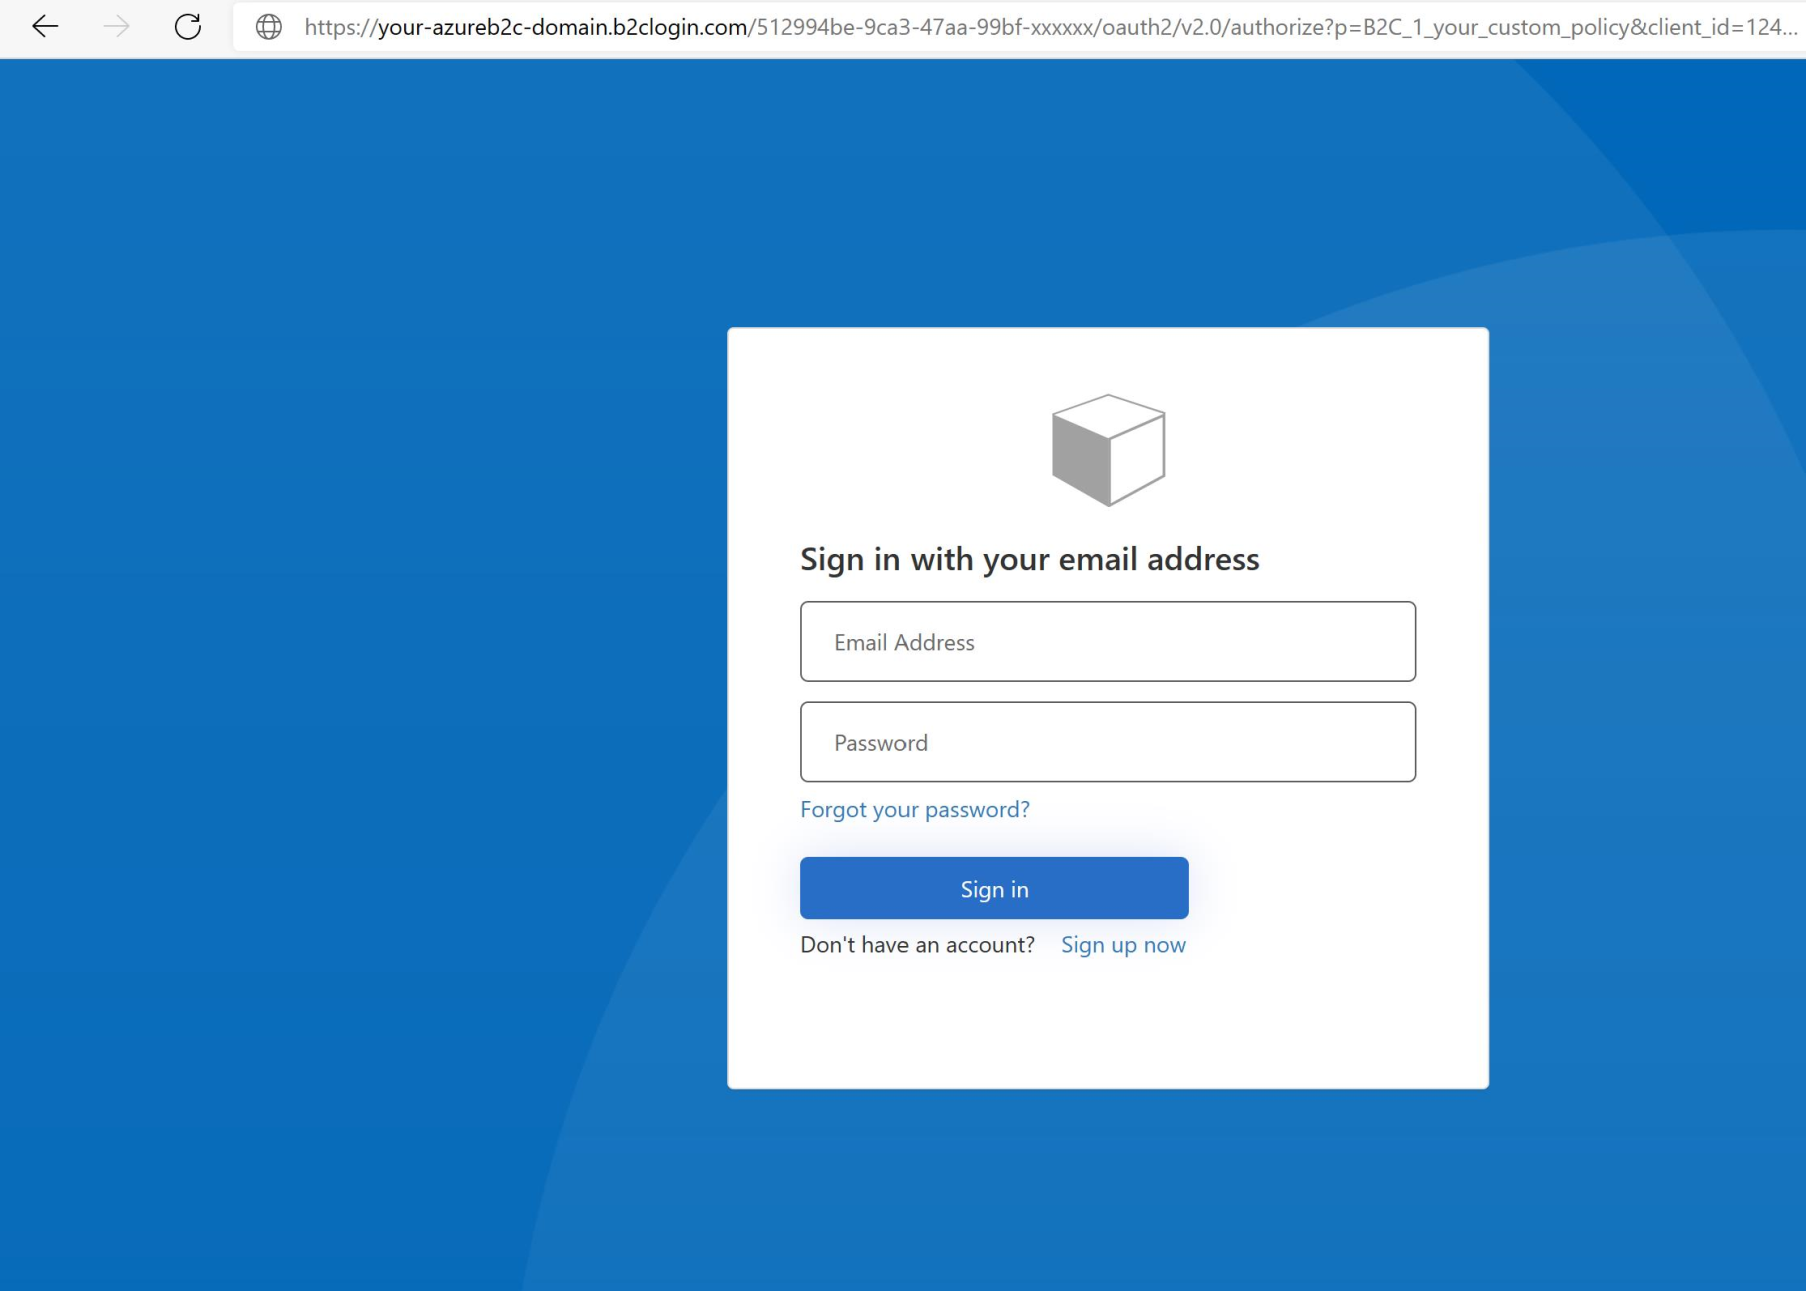 https://your-azureb2c-domain.b2clogin.com/512994be-9ca3-47aa-99bf-xxxxxx/oauth2/v2.0/authorize?p=B2C_1_your_custom_policy&client_id=124...
Sign in with your email address
Email Address
Password
Forgot your password?
Sign in
Don't have an account? Sign up now